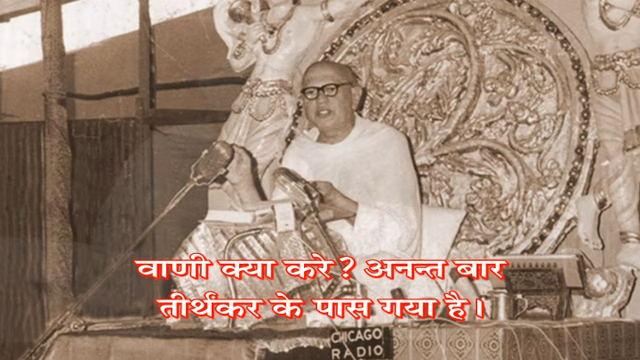 वाणी क्या करे? अनन्त बार
तीर्थंकर के पास गया है।
CHICAGO
RADIO